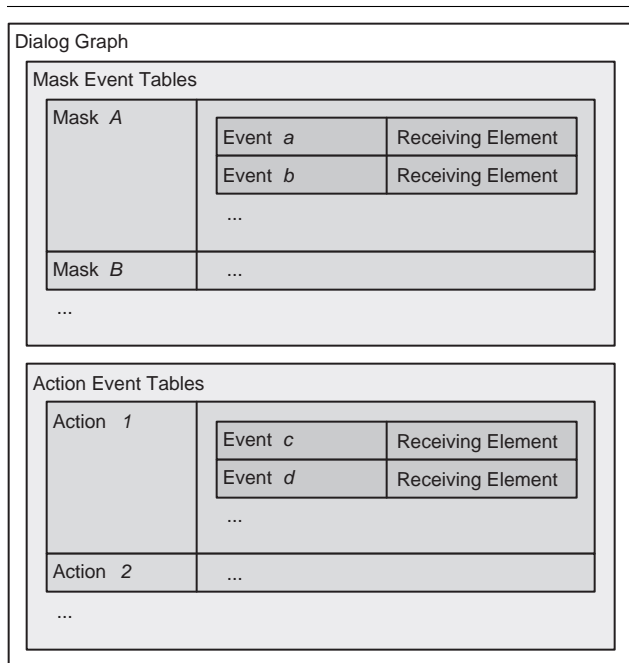 Dialog Graph
Mask Event Tables
Mask A
Event a Receiving Element
Event b Receiving Element
...
Mask B ...
...
Action Event Tables
Action 1
Event c Receiving Element
Event d Receiving Element
...
Action 2 ...
...